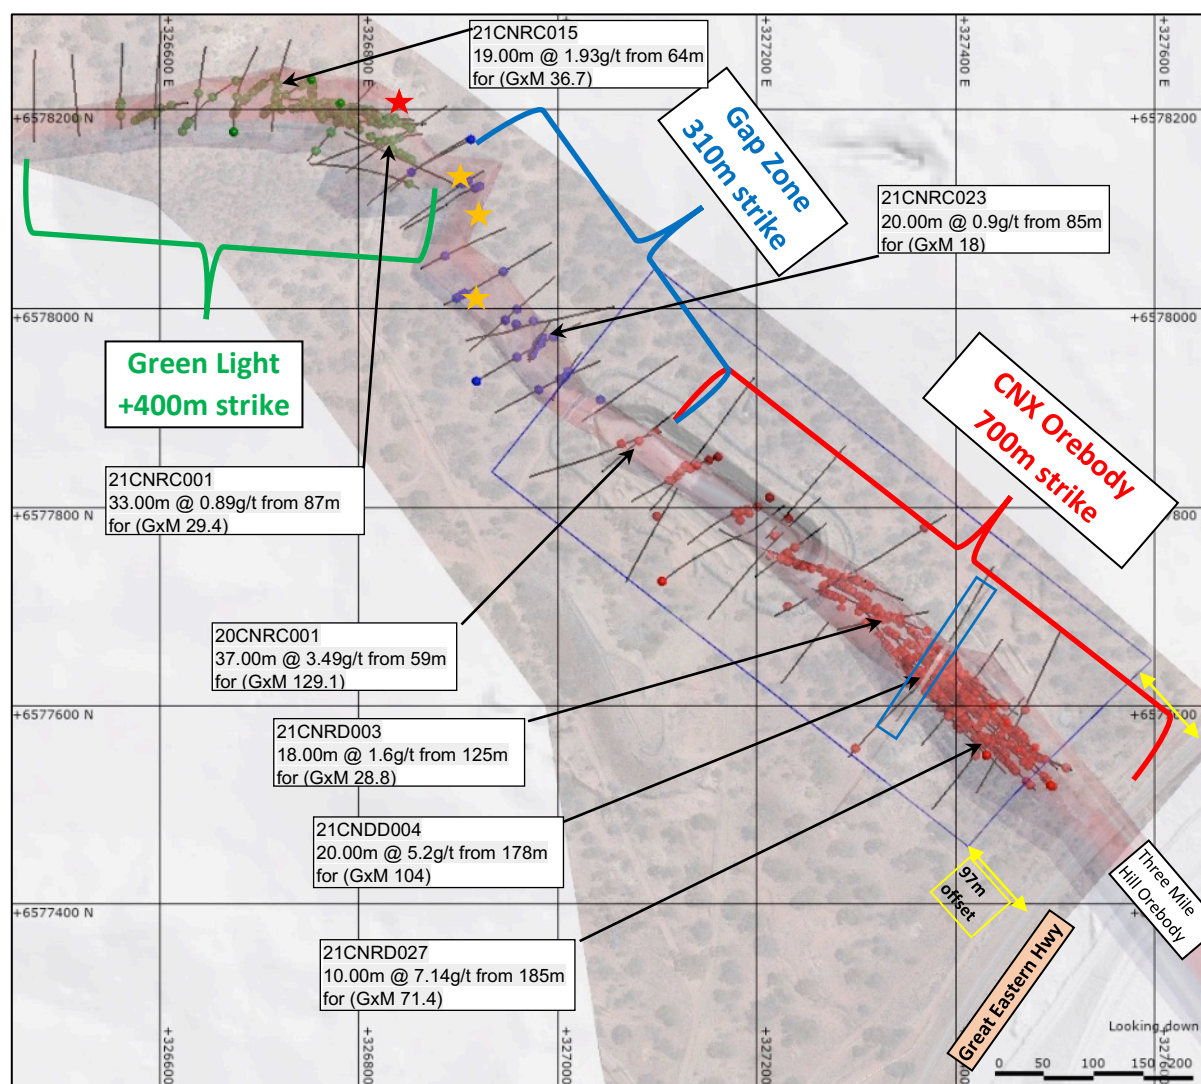 +326600 E
+326800 E
+327200 E
+327400 E
+327600 E
21CNRC015
19.00m @ 1.93g/t from 64m
for (GxM 36.7)
+6578200 N
+6578200 N
Gap Zone
310m strike
21CNRC023
20.00m @ 0.9g/t from 85m
for (GxM 18)
+6578000 N
+6578000 N
Green Light
+400m strike
CNX Orebody
700m strike
21CNRC001
33.00m @ 0.89g/t from 87m
for (GxM 29.4)
+6577800 N
7800 N
20CNRC001
37.00m @ 3.49g/t from 59m
for (GxM 129.1)
+6577600 N
N
21CNRD003
18.00m @ 1.6g/t from 125m
for (GxM 28.8)
21CNDD004
20.00m @ 5.2g/t from 178m
for (GxM 104)
97m
offset
Three Mile
Hill Orebody
+6577400 N
21CNRD027
10.00m @ 7.14g/t from 185m
for (GxM 71.4)
Great Eastern Hwy
Looking down
+326600
+326800
+327000
+327200
0 50 100 150 200